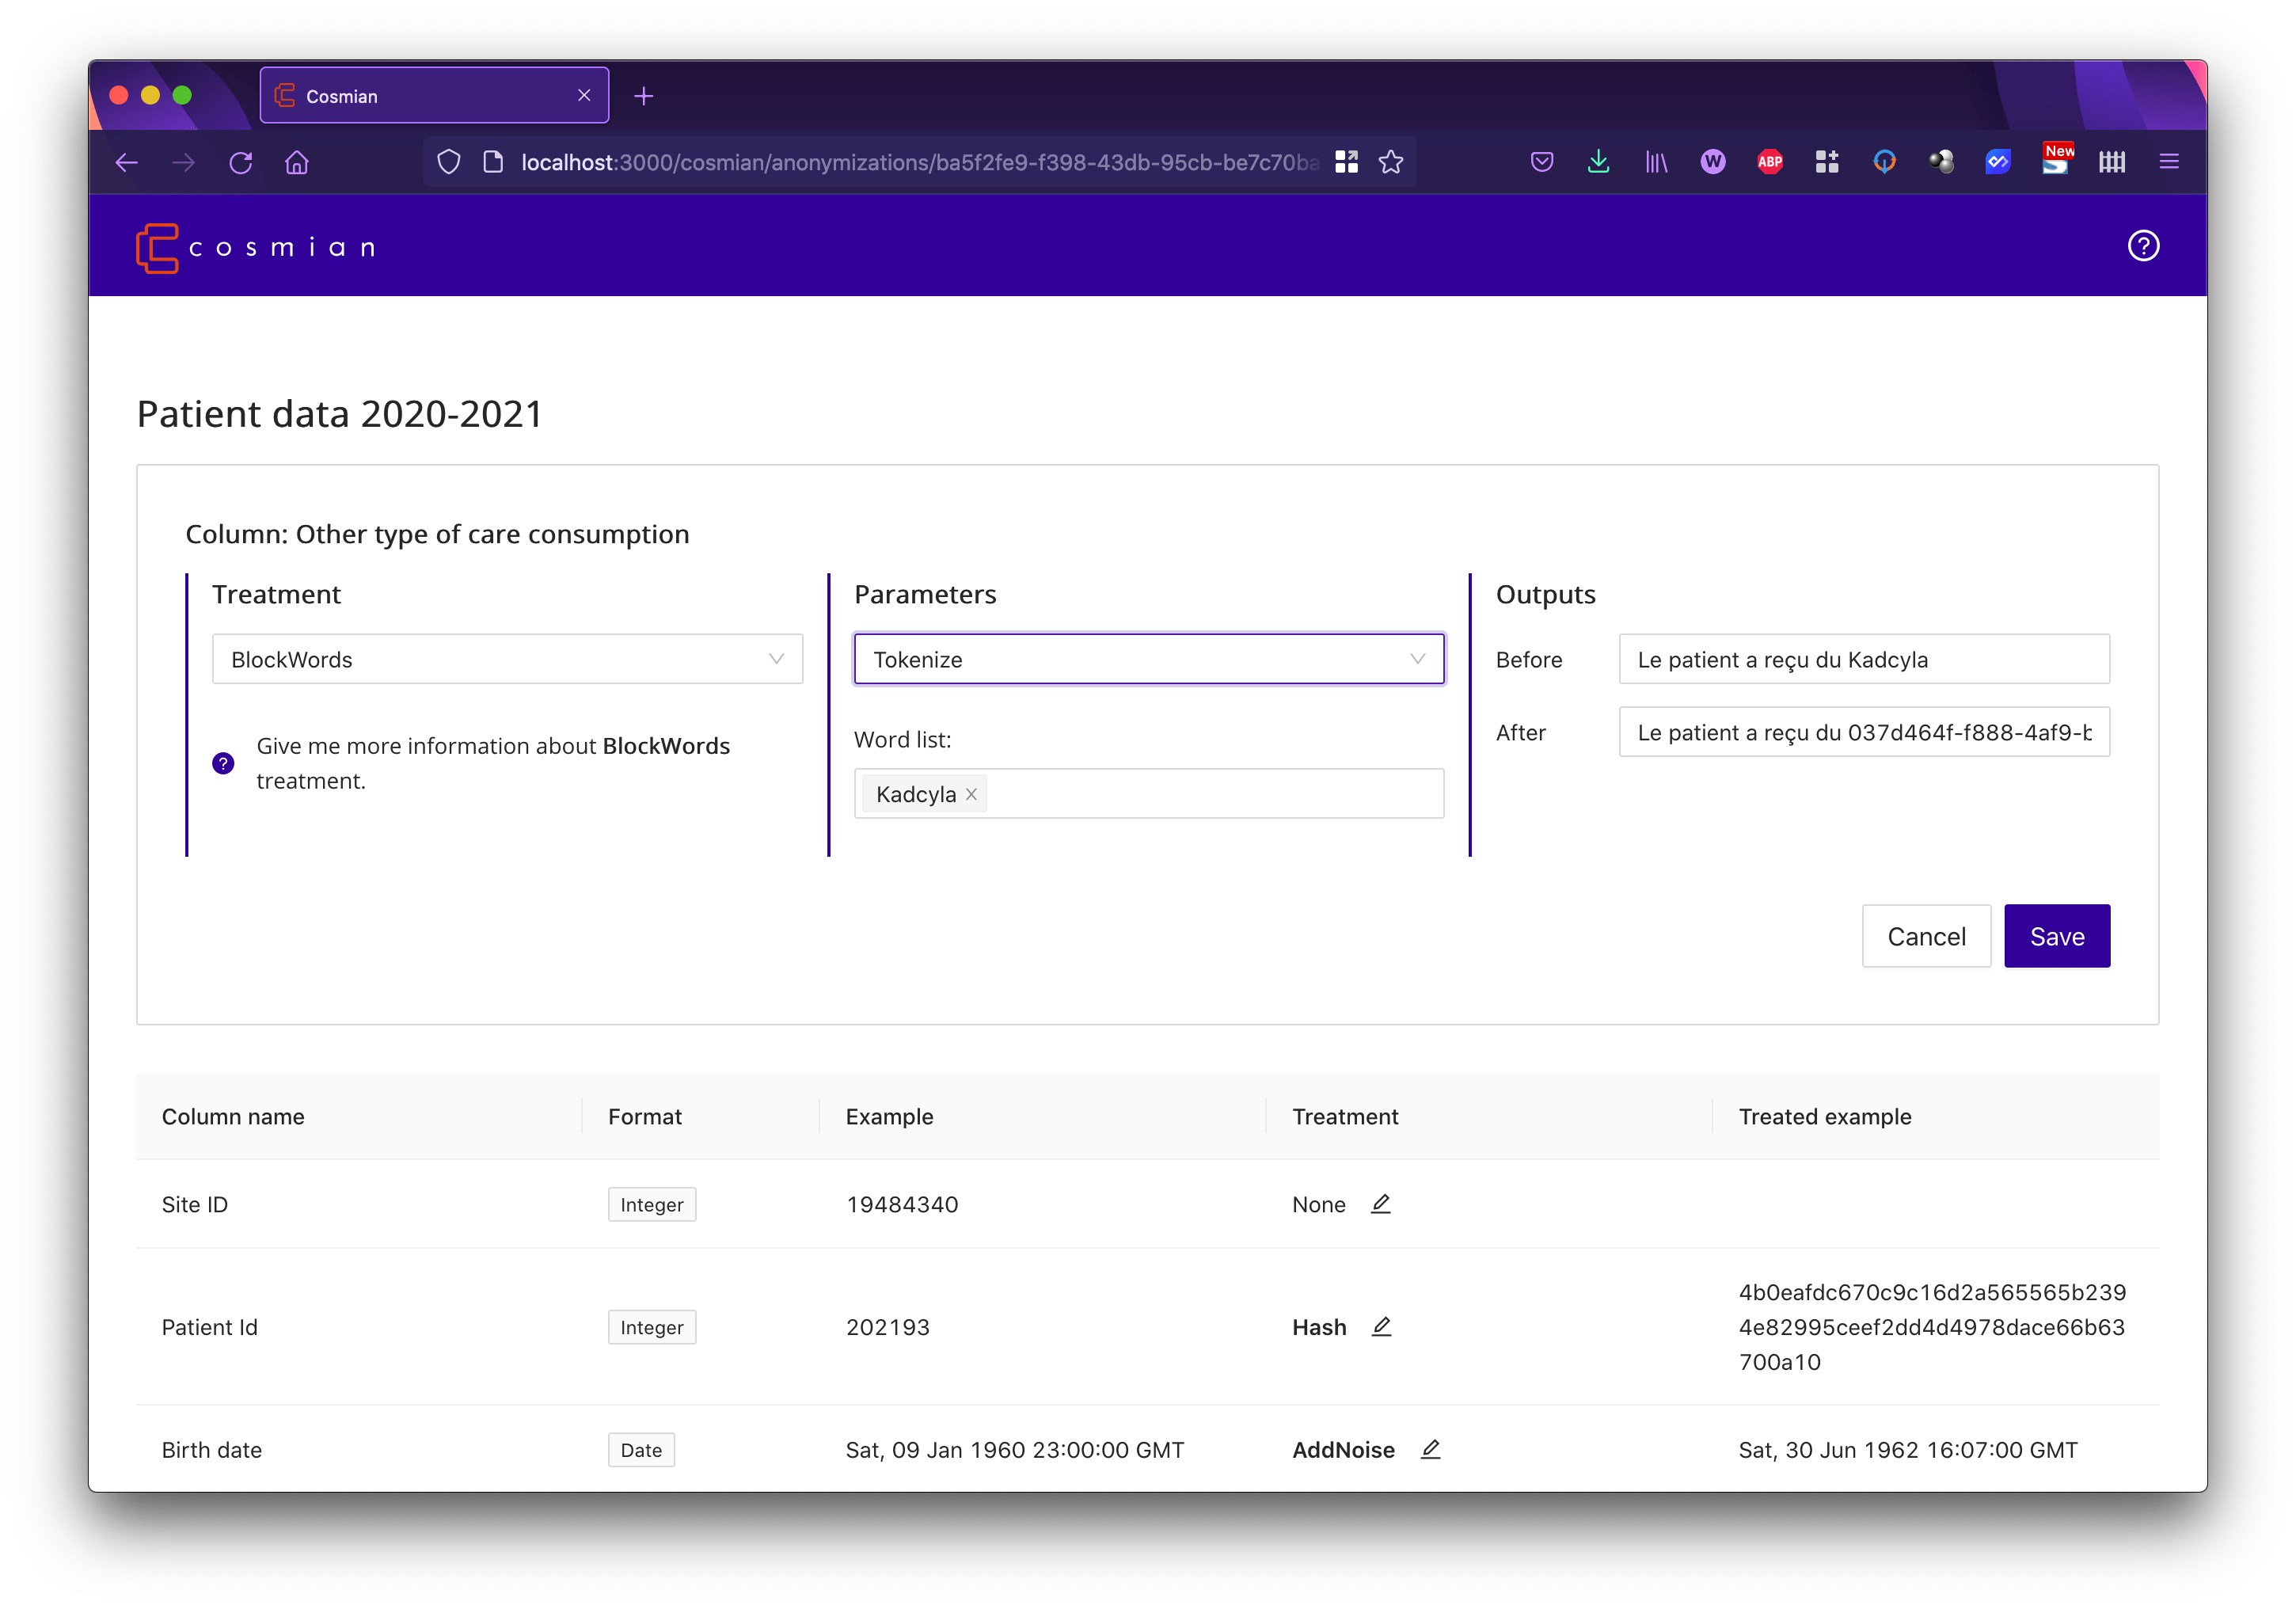 Cosmian
localhost:3000/cosmian/anonymizations/ba5f2fe9-f398-43db-95cb-be7c70ba
W
ABP
New
cosmian
?
Patient data 2020-2021
Column: Other type of care consumption
Treatment
BlockWords
?
Give me more information about BlockWords
treatment.
Parameters
Tokenize
Word list:
Kadcyla
Outputs
Before
Le patient a reçu du Kadcyla
After
Le patient a reçu du 037d464f-f888-4af9-b
Cancel
Save
Column name Format Example Treatment Treated example
Site ID Integer 19484340 None
Patient Id Integer 202193 Hash
4b0eafdc670c9c16d2a565565b239
4e82995ceef2dd4d4978dace66b63
700a10
Birth date Date Sat, 09 Jan 1960 23:00:00 GMT AddNoise Sat, 30 Jun 1962 16:07:00 GMT